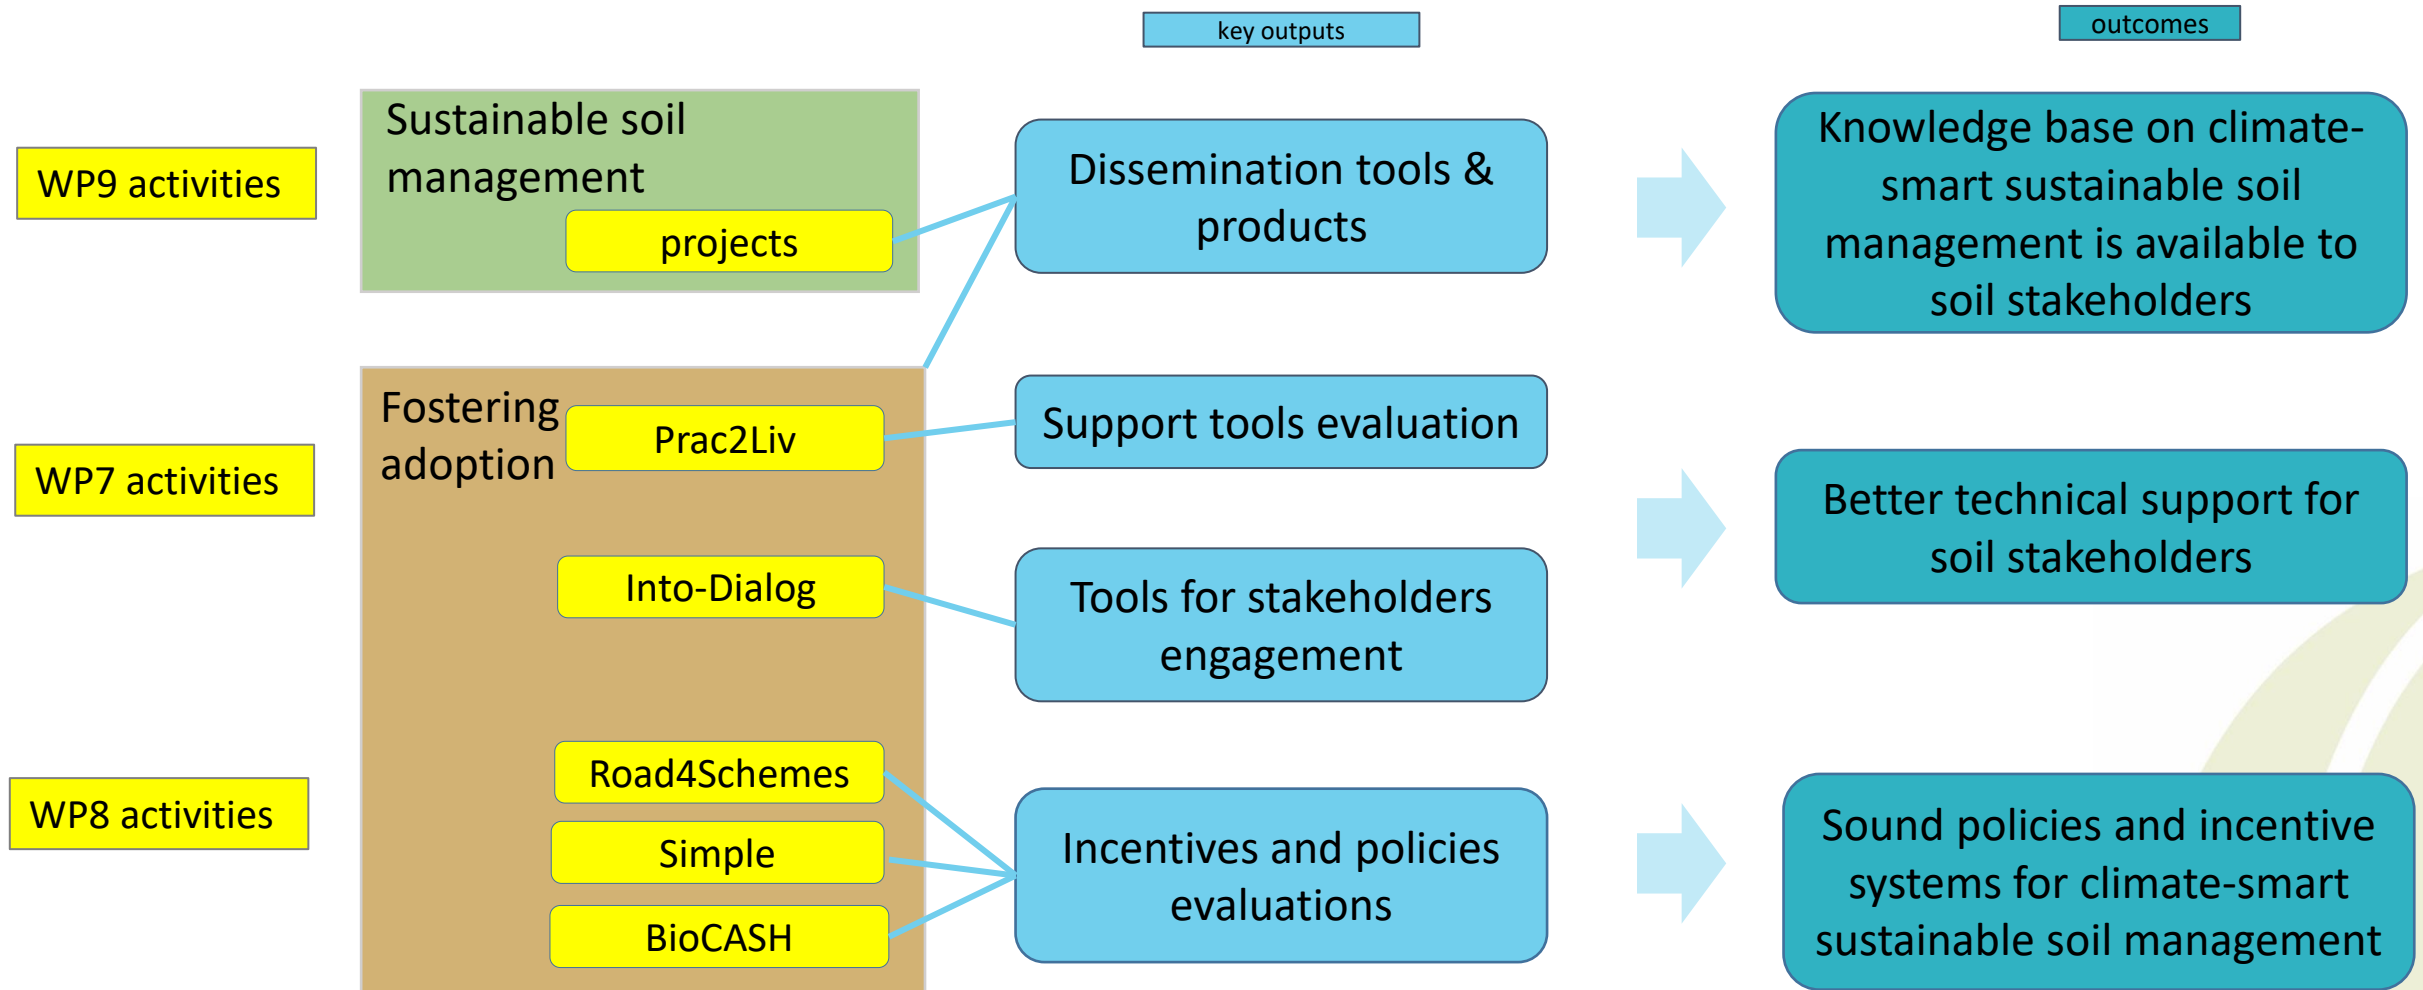 key outputs
outcomes
WP9 activities
Sustainable soil
management
projects
Dissemination tools &
products
Knowledge base on climate-
smart sustainable soil
management is available to
soil stakeholders
WP7 activities
Fostering
adoption
Prac2Liv
Support tools evaluation
Into-Dialog
Tools for stakeholders
engagement
Better technical support for
soil stakeholders
WP8 activities
Road4Schemes
Simple
BioCASH
Incentives and policies
evaluations
Sound policies and incentive
systems for climate-smart
sustainable soil management